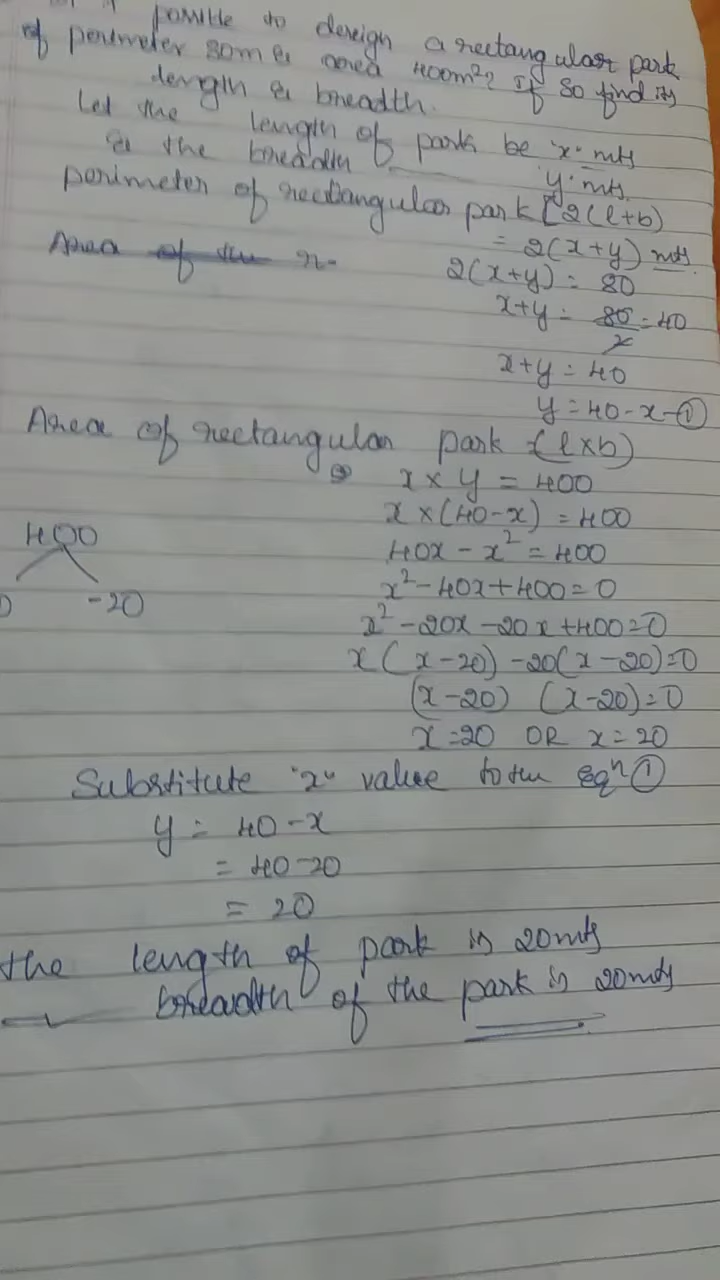 possible to design a rectangular park
of perimeter 80m & area 400m²? If so find its
length & breadth.
Let the length of park be "x" mts
& the breadth ___ "y" mts.
perimeter of rectangular park [2(l+b)
= 2(x+y) mts.
Area of the r
2(x+y) = 80
x+y = 80/2 = 40
x+y = 40
y = 40-x-①
Area of rectangular park (l×b)
x × y = 400
x × (40-x) = 400
400
40x - x² = 400
-20
x² - 40x + 400 = 0
x² - 20x - 20x + 400 = 0
x(x-20) -20(x-20) = 0
(x-20) (x-20) = 0
x = 20 OR x = 20
Substitute "x" value to the eqⁿ ①
y = 40 - x
= 40-20
= 20
the length of park is 20mts
breadth of the park is 20mts